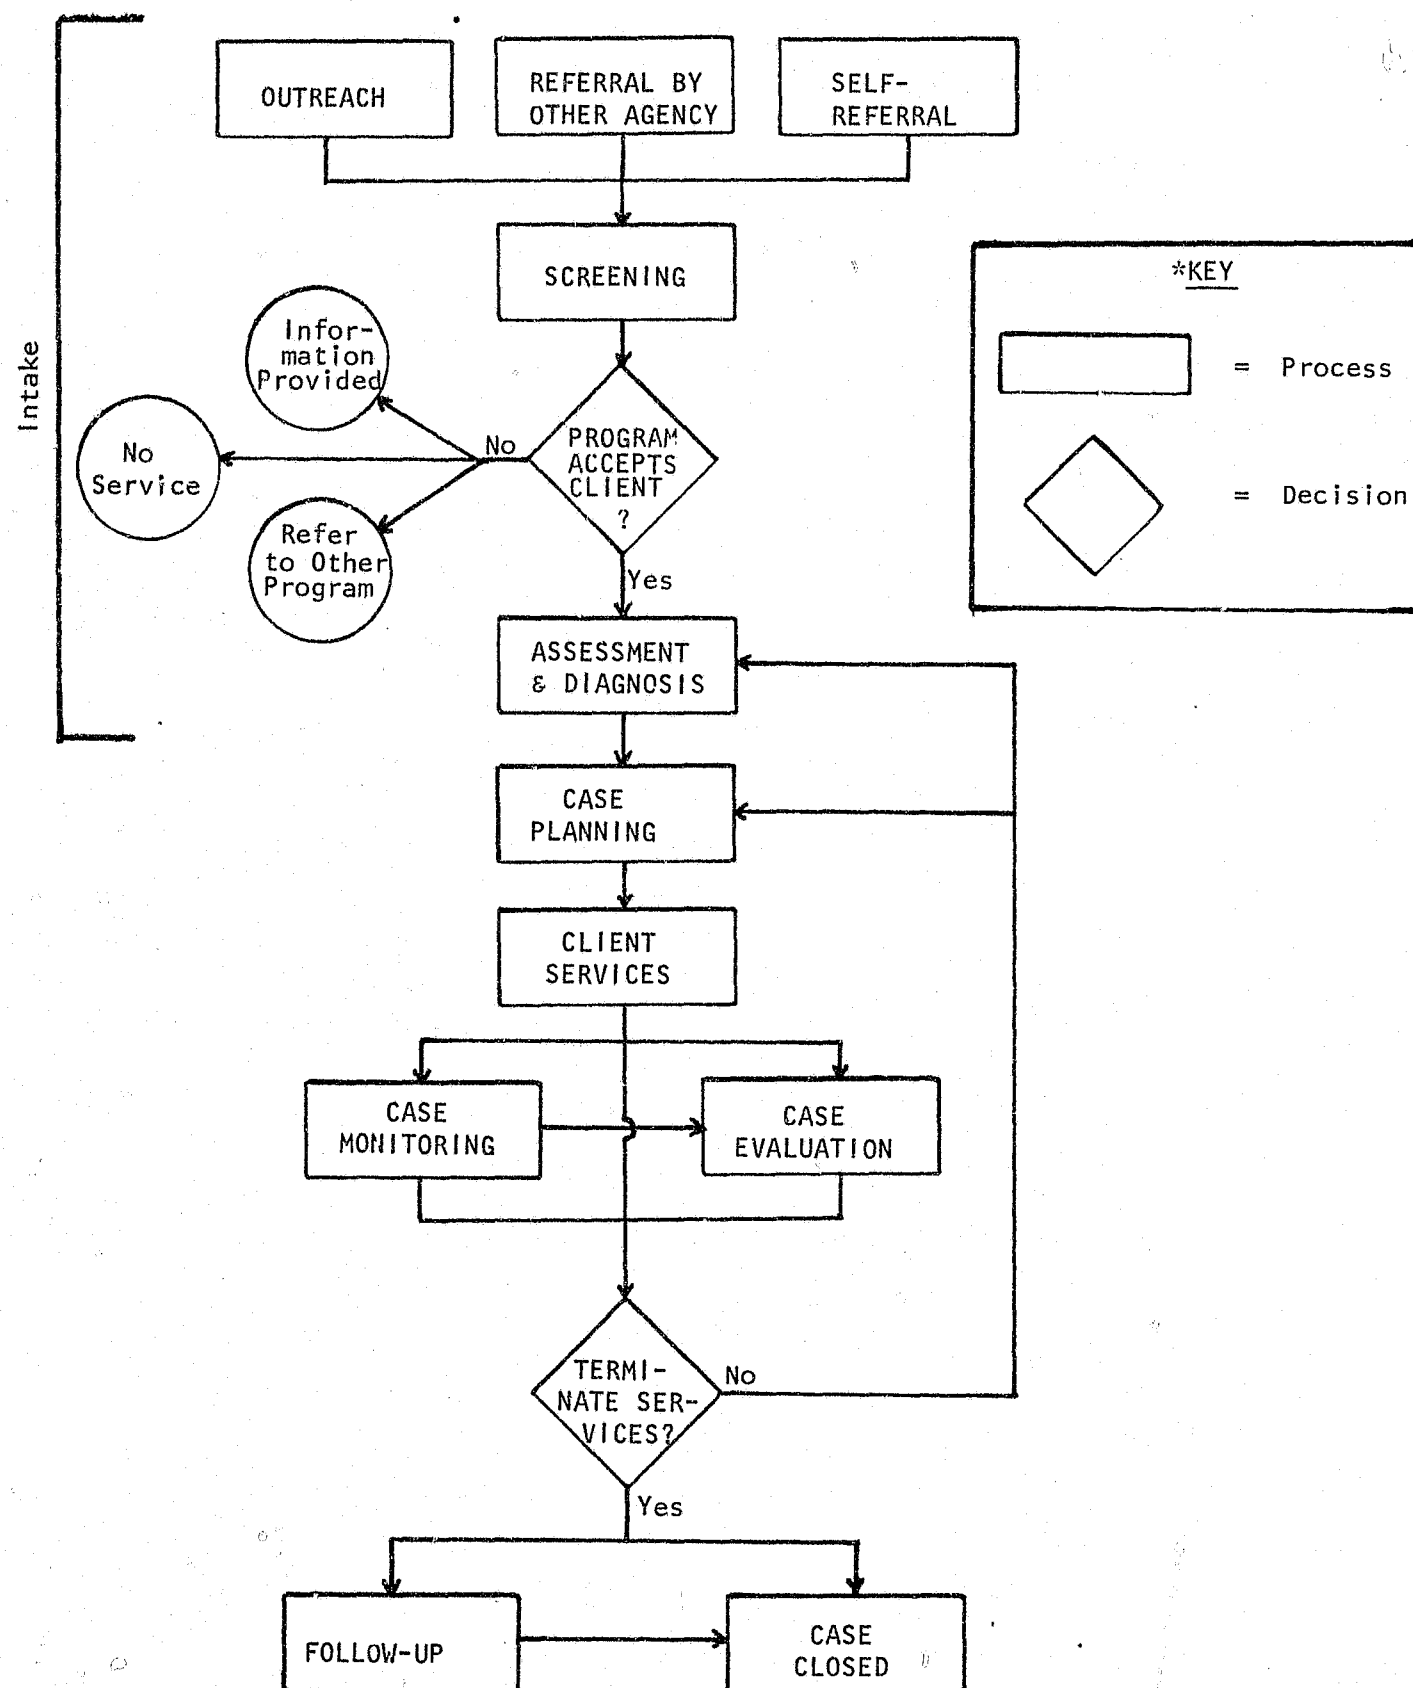 OUTREACH
REFERRAL BY
OTHER AGENCY
SELF-
REFERRAL
SCREENING
*KEY
= Process
= Decision
Intake
Infor-
mation
Provided
No
Service
Refer
to Other
Program
No
PROGRAM
ACCEPTS
CLIENT
?
Yes
ASSESSMENT
& DIAGNOSIS
CASE
PLANNING
CLIENT
SERVICES
CASE
MONITORING
CASE
EVALUATION
TERMI-
NATE SER-
VICES?
No
Yes
FOLLOW-UP
CASE
CLOSED